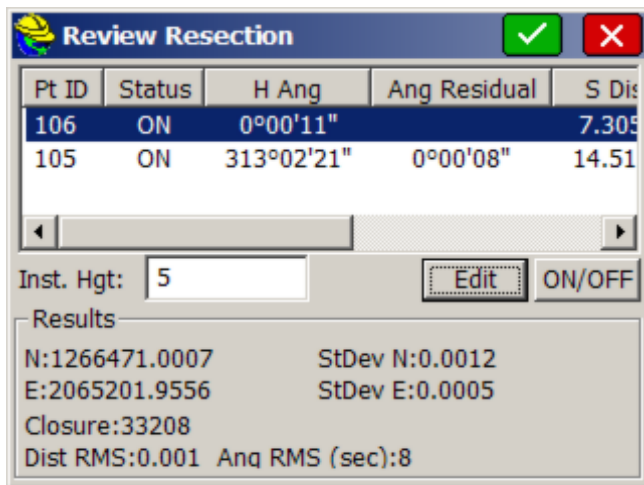 Review Resection
Pt ID Status H Ang Ang Residual S Dis
106 ON 0°00'11" 7.305
105 ON 313°02'21" 0°00'08" 14.51
Inst. Hgt: 5 Edit ON/OFF
Results
N:1266471.0007 StDev N:0.0012
E:2065201.9556 StDev E:0.0005
Closure:33208
Dist RMS:0.001 Ang RMS (sec):8